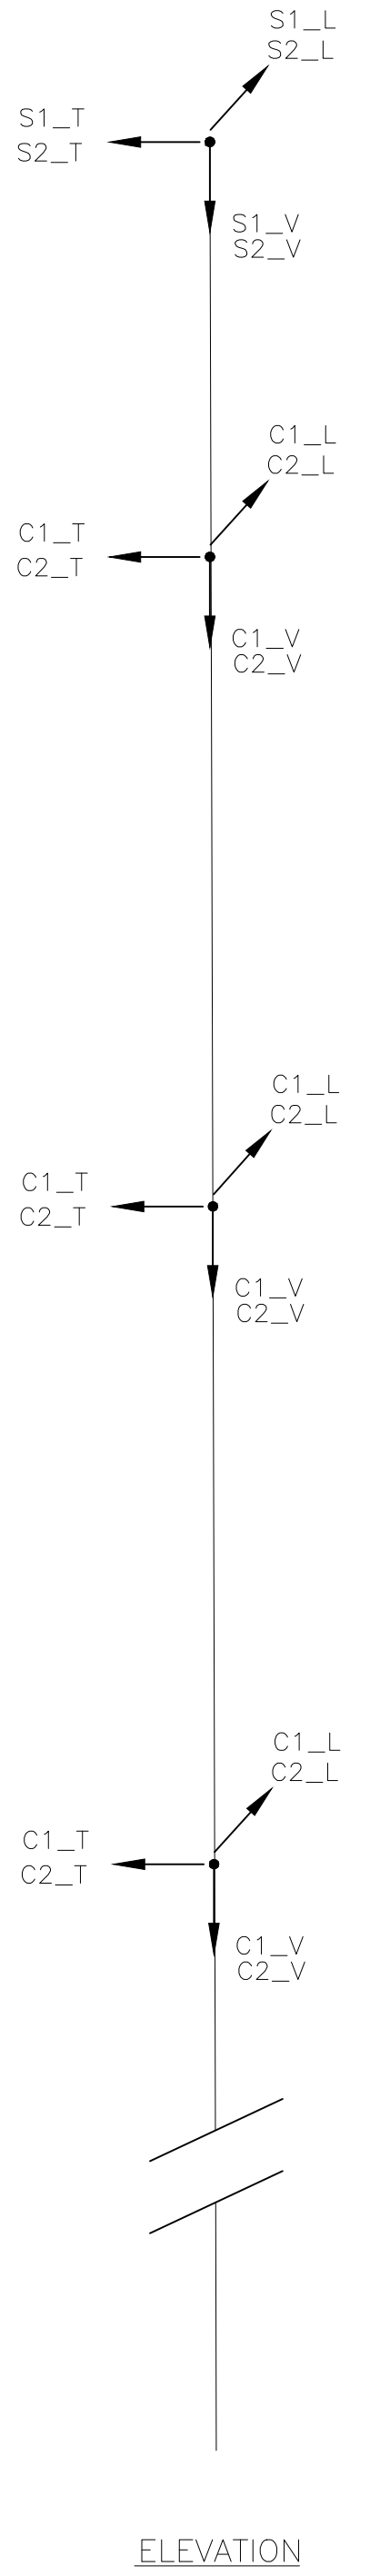 S1_L
S2_L
S1_T
S2_T
S1_V
S2_V
C1_L
C2_L
C1_T
C2_T
C1_V
C2_V
C1_L
C2_L
C1_T
C2_T
C1_V
C2_V
C1_L
C2_L
C1_T
C2_T
C1_V
C2_V
ELEVATION